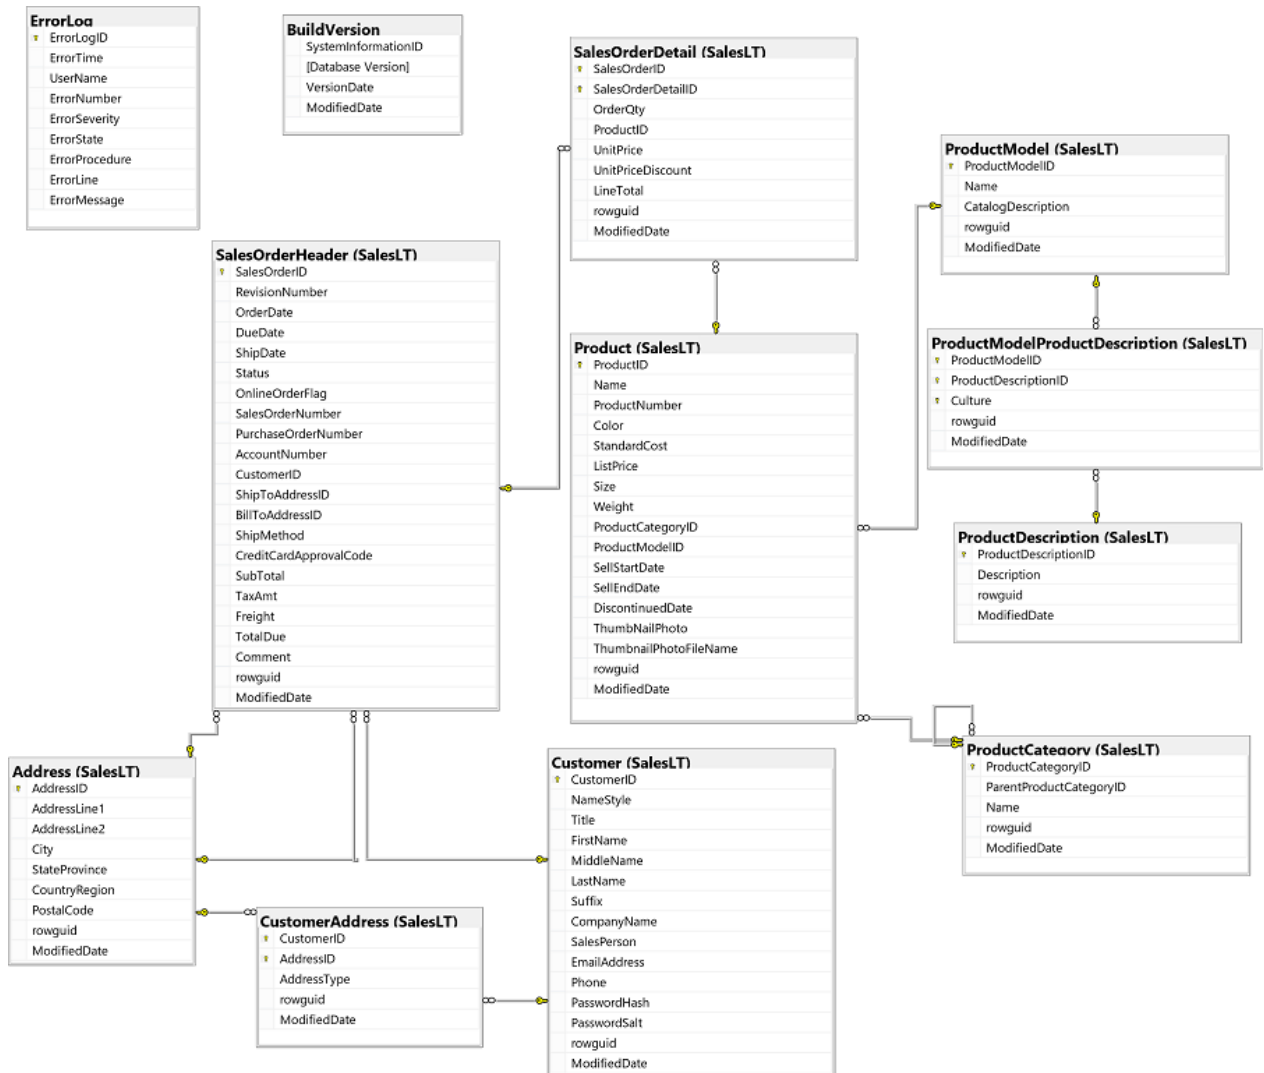 ErrorLog
ErrorLogID
ErrorTime
UserName
ErrorNumber
ErrorSeverity
ErrorState
ErrorProcedure
ErrorLine
ErrorMessage
BuildVersion
SystemInformationID
[Database Version]
VersionDate
ModifiedDate
SalesOrderDetail (SalesLT)
SalesOrderID
SalesOrderDetailID
OrderQty
ProductID
UnitPrice
UnitPriceDiscount
LineTotal
rowguid
ModifiedDate
ProductModel (SalesLT)
ProductModelID
Name
CatalogDescription
rowguid
ModifiedDate
SalesOrderHeader (SalesLT)
SalesOrderID
RevisionNumber
OrderDate
DueDate
ShipDate
Status
OnlineOrderFlag
SalesOrderNumber
PurchaseOrderNumber
AccountNumber
CustomerID
ShipToAddressID
BillToAddressID
ShipMethod
CreditCardApprovalCode
SubTotal
TaxAmt
Freight
TotalDue
Comment
rowguid
ModifiedDate
Product (SalesLT)
ProductID
Name
ProductNumber
Color
StandardCost
ListPrice
Size
Weight
ProductCategoryID
ProductModelID
SellStartDate
SellEndDate
DiscontinuedDate
ThumbNailPhoto
ThumbnailPhotoFileName
rowguid
ModifiedDate
ProductModelProductDescription (SalesLT)
ProductModelID
ProductDescriptionID
Culture
rowguid
ModifiedDate
ProductDescription (SalesLT)
ProductDescriptionID
Description
rowguid
ModifiedDate
ProductCategory (SalesLT)
ProductCategoryID
ParentProductCategoryID
Name
rowguid
ModifiedDate
Address (SalesLT)
AddressID
AddressLine1
AddressLine2
City
StateProvince
CountryRegion
PostalCode
rowguid
ModifiedDate
CustomerAddress (SalesLT)
CustomerID
AddressID
AddressType
rowguid
ModifiedDate
Customer (SalesLT)
CustomerID
NameStyle
Title
FirstName
MiddleName
LastName
Suffix
CompanyName
SalesPerson
EmailAddress
Phone
PasswordHash
PasswordSalt
rowguid
ModifiedDate